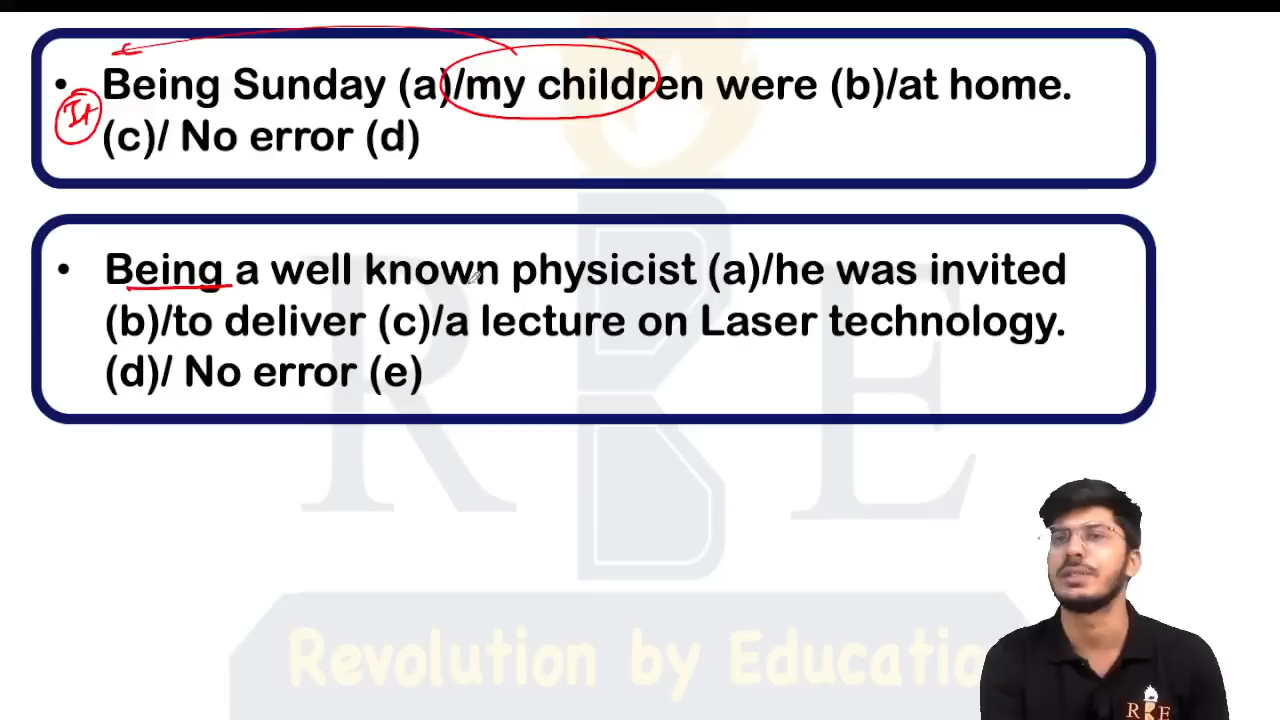 • Being Sunday (a)/my children were (b)/at home.
It
(c)/ No error (d)
• Being a well known physicist (a)/he was invited
(b)/to deliver (c)/a lecture on Laser technology.
(d)/ No error (e)
R B E
Revolution by Educatio
RBE